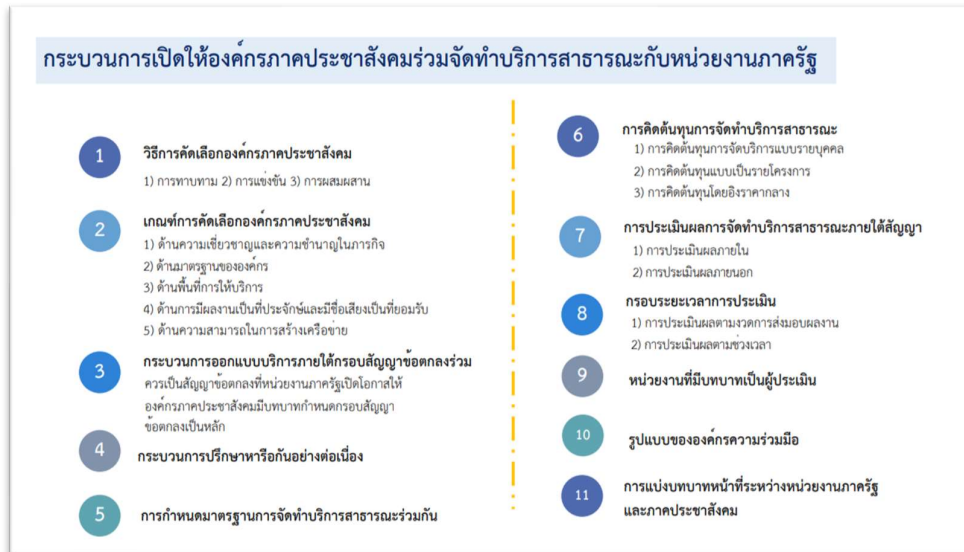 กระบวนการเปิดให้องค์กรภาคประชาสังคมร่วมจัดทำบริการสาธารณะกับหน่วยงานภาครัฐ
1
วิธีการคัดเลือกองค์กรภาคประชาสังคม
1) การทาบทาม 2) การแข่งขัน 3) การผสมผสาน
2
เกณฑ์การคัดเลือกองค์กรภาคประชาสังคม
1) ด้านความเชี่ยวชาญและความชำนาญในภารกิจ
2) ด้านมาตรฐานขององค์กร
3) ด้านพื้นที่การให้บริการ
4) ด้านการมีผลงานเป็นที่ประจักษ์และมีชื่อเสียงเป็นที่ยอมรับ
5) ด้านความสามารถในการสร้างเครือข่าย
3
กระบวนการออกแบบบริการภายใต้กรอบสัญญาข้อตกลงร่วม
ควรเป็นสัญญาข้อตกลงที่หน่วยงานภาครัฐเปิดโอกาสให้
องค์กรภาคประชาสังคมมีบทบาทกำหนดกรอบสัญญา
ข้อตกลงเป็นหลัก
4
กระบวนการปรึกษาหารือกันอย่างต่อเนื่อง
5
การกำหนดมาตรฐานการจัดทำบริการสาธารณะร่วมกัน
6
การคิดต้นทุนการจัดทำบริการสาธารณะ
1) การคิดต้นทุนการจัดบริการแบบรายบุคคล
2) การคิดต้นทุนแบบเป็นรายโครงการ
3) การคิดต้นทุนโดยอิงราคากลาง
7
การประเมินผลการจัดทำบริการสาธารณะภายใต้สัญญา
1) การประเมินผลภายใน
2) การประเมินผลภายนอก
8
กรอบระยะเวลาการประเมิน
1) การประเมินผลตามงวดการส่งมอบผลงาน
2) การประเมินผลตามช่วงเวลา
9
หน่วยงานที่มีบทบาทเป็นผู้ประเมิน
10
รูปแบบขององค์กรความร่วมมือ
11
การแบ่งบทบาทหน้าที่ระหว่างหน่วยงานภาครัฐ
และภาคประชาสังคม